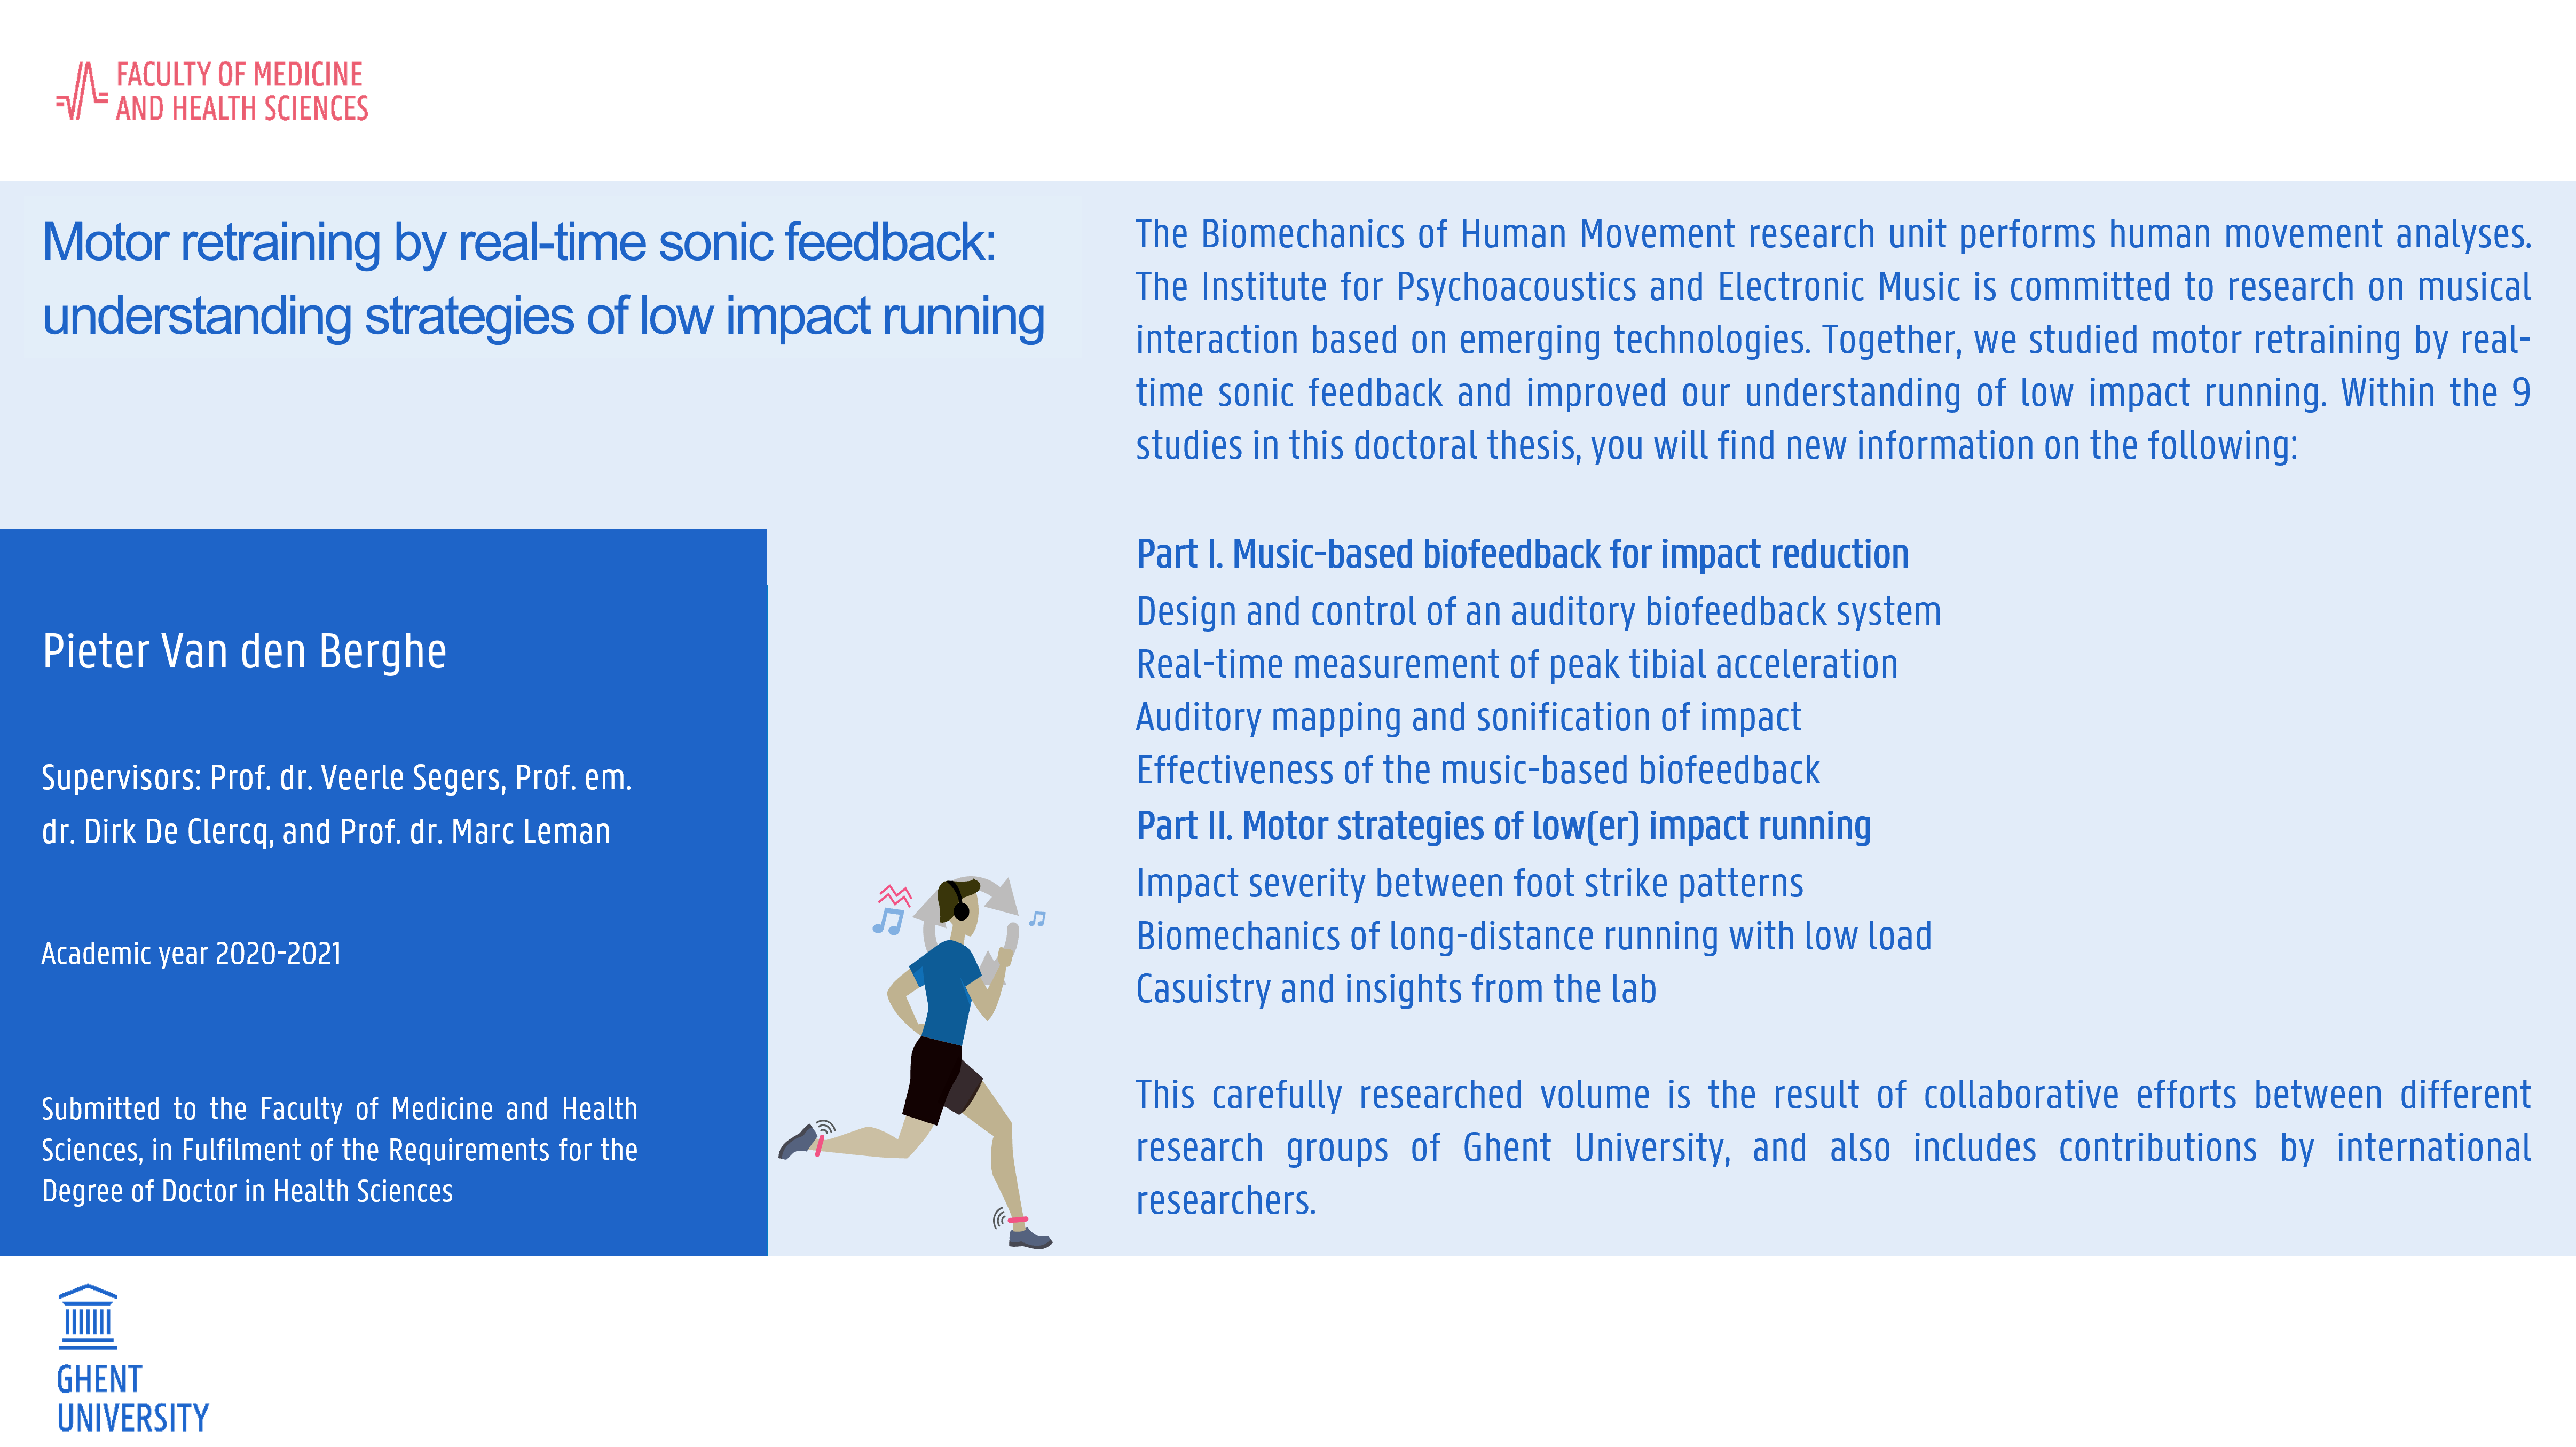 FACULTY OF MEDICINE
AND HEALTH SCIENCES
Motor retraining by real-time sonic feedback:
understanding strategies of low impact running
Pieter Van den Berghe
Supervisors: Prof. dr. Veerle Segers, Prof. em.
dr. Dirk De Clercq, and Prof. dr. Marc Leman
Academic year 2020-2021
Submitted to the Faculty of Medicine and Health
Sciences, in Fulfilment of the Requirements for the
Degree of Doctor in Health Sciences
The Biomechanics of Human Movement research unit performs human movement analyses.
The Institute for Psychoacoustics and Electronic Music is committed to research on musical
interaction based on emerging technologies. Together, we studied motor retraining by real-
time sonic feedback and improved our understanding of low impact running. Within the 9
studies in this doctoral thesis, you will find new information on the following:
Part I. Music-based biofeedback for impact reduction
Design and control of an auditory biofeedback system
Real-time measurement of peak tibial acceleration
Auditory mapping and sonification of impact
Effectiveness of the music-based biofeedback
Part II. Motor strategies of low(er) impact running
Impact severity between foot strike patterns
Biomechanics of long-distance running with low load
Casuistry and insights from the lab
This carefully researched volume is the result of collaborative efforts between different
research groups of Ghent University, and also includes contributions by international
researchers.
GHENT
UNIVERSITY